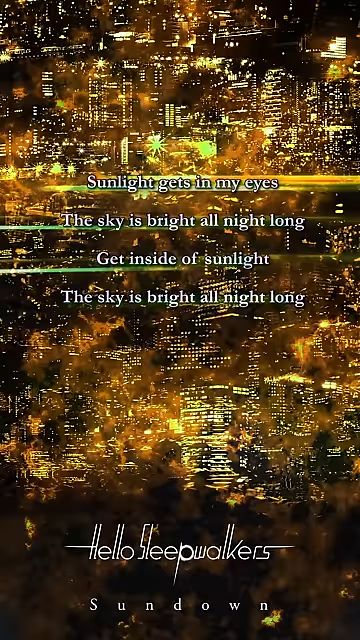 Sunlight gets in my eyes
The sky is bright all night long
Get inside of sunlight
The sky is bright all night long
Hello Sleepwalkers
Sundown